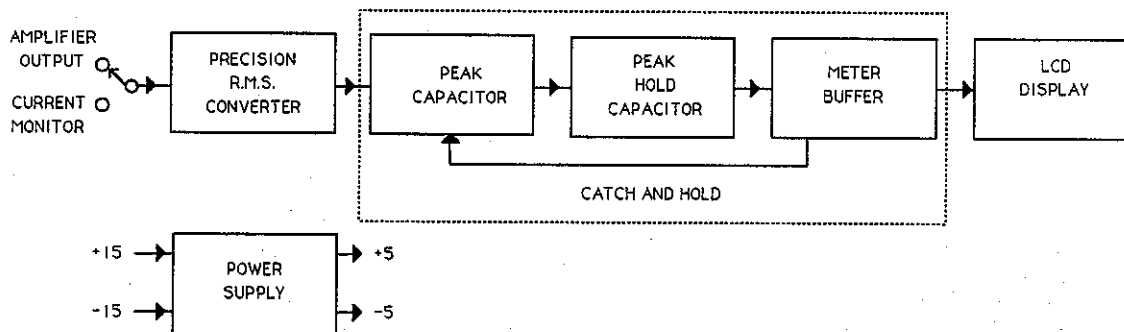 AMPLIFIER
OUTPUT
CURRENT
MONITOR
PRECISION
R.M.S.
CONVERTER
PEAK
CAPACITOR
PEAK
HOLD
CAPACITOR
METER
BUFFER
LCD
DISPLAY
CATCH AND HOLD
+15
-15
POWER
SUPPLY
+5
-5